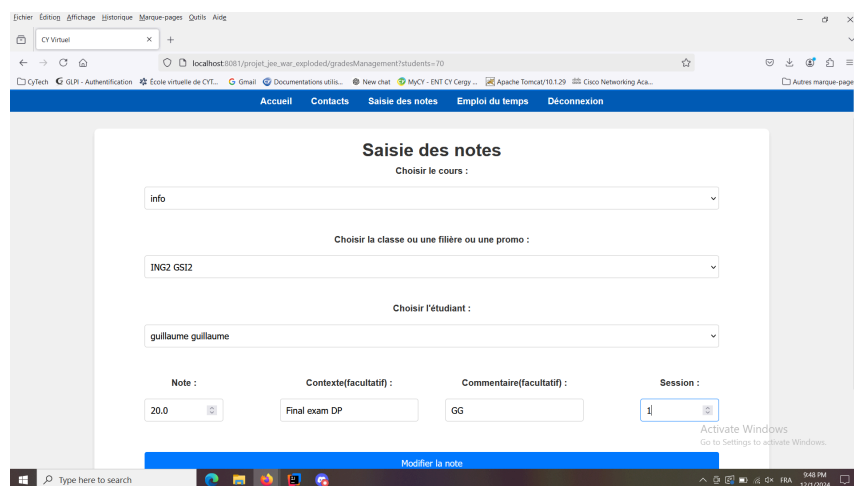 Fichier Édition Affichage Historique Marque-pages Outils Aide
CY Virtuel
localhost:8081/projet_jee_war_exploded/gradesManagement?students=70
CyTech GLPI - Authentification École virtuelle de CYT... Gmail Documentations utilis... New chat MyCY - ENT CY Cergy ... Apache Tomcat/10.1.29 Cisco Networking Aca... Autres marque-page
Accueil Contacts Saisie des notes Emploi du temps Déconnexion
Saisie des notes
Choisir le cours :
info
Choisir la classe ou une filière ou une promo :
ING2 GSI2
Choisir l'étudiant :
guillaume guillaume
Note : Contexte(facultatif) : Commentaire(facultatif) : Session :
20.0 Final exam DP GG 1
Activate Windows
Go to Settings to activate Windows.
Modifier la note
Type here to search FRA 9:48 PM
12/1/2024